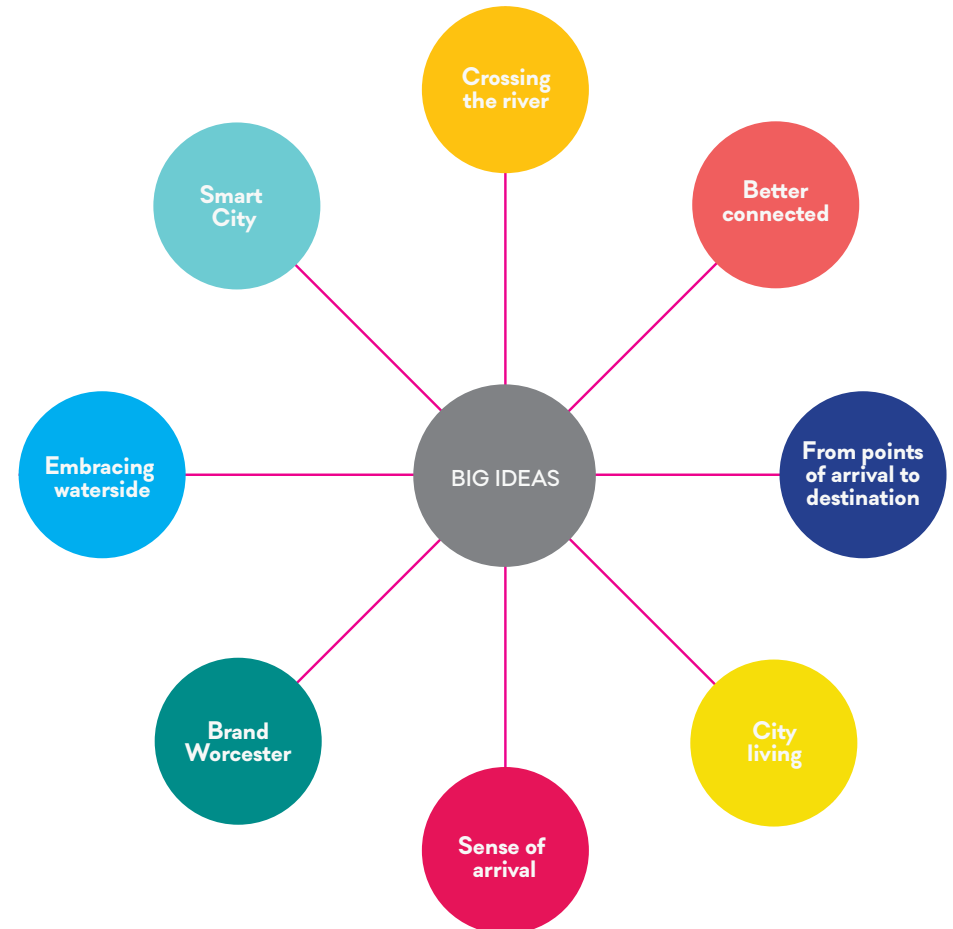 Crossing
the river
Better
connected
Smart
City
From points
of arrival to
destination
Embracing
waterside
BIG IDEAS
City
living
Brand
Worcester
Sense of
arrival